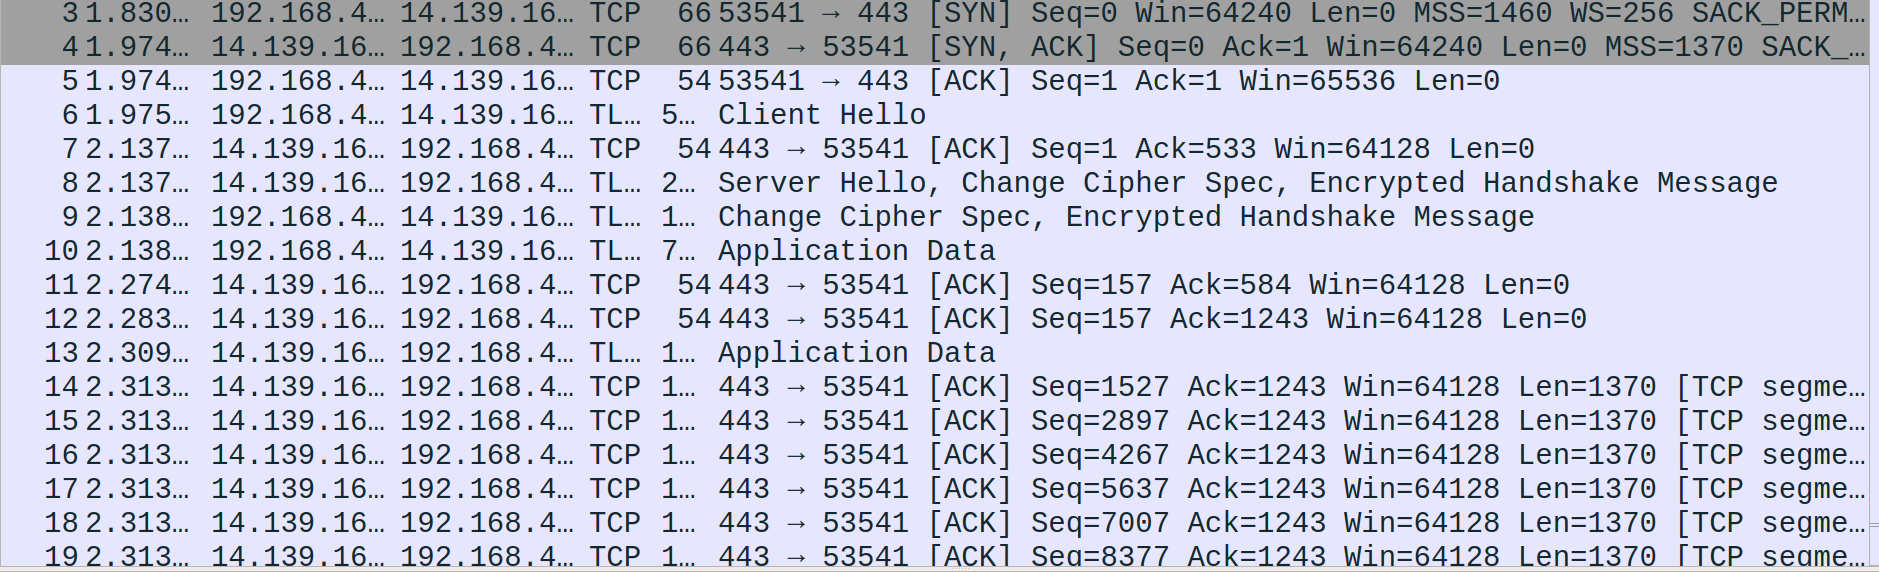 3 1.830… 192.168.4… 14.139.16… TCP 66 53541 → 443 [SYN] Seq=0 Win=64240 Len=0 MSS=1460 WS=256 SACK_PERM…
4 1.974… 14.139.16… 192.168.4… TCP 66 443 → 53541 [SYN, ACK] Seq=0 Ack=1 Win=64240 Len=0 MSS=1370 SACK_…
5 1.974… 192.168.4… 14.139.16… TCP 54 53541 → 443 [ACK] Seq=1 Ack=1 Win=65536 Len=0
6 1.975… 192.168.4… 14.139.16… TL… 5… Client Hello
7 2.137… 14.139.16… 192.168.4… TCP 54 443 → 53541 [ACK] Seq=1 Ack=533 Win=64128 Len=0
8 2.137… 14.139.16… 192.168.4… TL… 2… Server Hello, Change Cipher Spec, Encrypted Handshake Message
9 2.138… 192.168.4… 14.139.16… TL… 1… Change Cipher Spec, Encrypted Handshake Message
10 2.138… 192.168.4… 14.139.16… TL… 7… Application Data
11 2.274… 14.139.16… 192.168.4… TCP 54 443 → 53541 [ACK] Seq=157 Ack=584 Win=64128 Len=0
12 2.283… 14.139.16… 192.168.4… TCP 54 443 → 53541 [ACK] Seq=157 Ack=1243 Win=64128 Len=0
13 2.309… 14.139.16… 192.168.4… TL… 1… Application Data
14 2.313… 14.139.16… 192.168.4… TCP 1… 443 → 53541 [ACK] Seq=1527 Ack=1243 Win=64128 Len=1370 [TCP segme…
15 2.313… 14.139.16… 192.168.4… TCP 1… 443 → 53541 [ACK] Seq=2897 Ack=1243 Win=64128 Len=1370 [TCP segme…
16 2.313… 14.139.16… 192.168.4… TCP 1… 443 → 53541 [ACK] Seq=4267 Ack=1243 Win=64128 Len=1370 [TCP segme…
17 2.313… 14.139.16… 192.168.4… TCP 1… 443 → 53541 [ACK] Seq=5637 Ack=1243 Win=64128 Len=1370 [TCP segme…
18 2.313… 14.139.16… 192.168.4… TCP 1… 443 → 53541 [ACK] Seq=7007 Ack=1243 Win=64128 Len=1370 [TCP segme…
19 2.313… 14.139.16… 192.168.4… TCP 1… 443 → 53541 [ACK] Seq=8377 Ack=1243 Win=64128 Len=1370 [TCP segme…